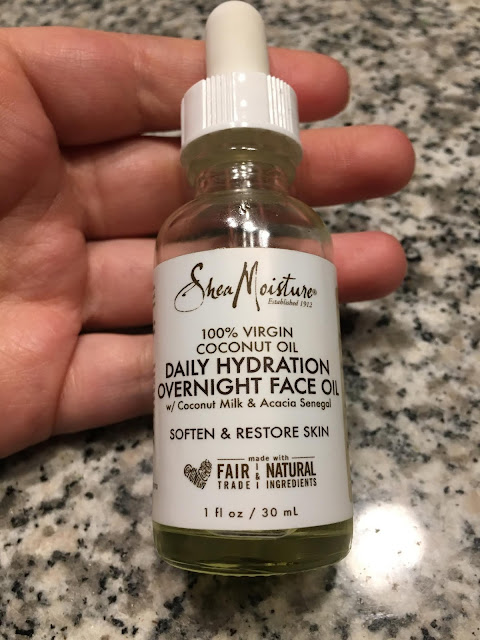 SheaMoisture®
Established 1912
100% VIRGIN
COCONUT OIL
DAILY HYDRATION
OVERNIGHT FACE OIL
w/ Coconut Milk & Acacia Senegal
SOFTEN & RESTORE SKIN
made with
FAIR & NATURAL
TRADE INGREDIENTS
1 fl oz / 30 mL